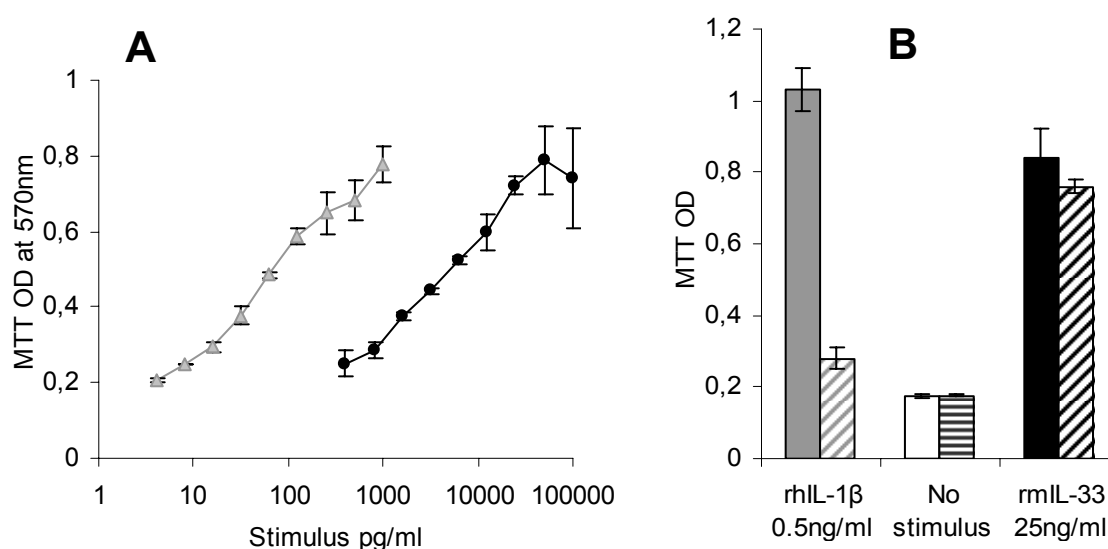 A
MTT OD at 570nm
1
0,8
0,6
0,4
0,2
0
1 10 100 1000 10000 100000
Stimulus pg/ml
B
MTT OD
1,2
1
0,8
0,6
0,4
0,2
0
rhIL-1β No rmIL-33
0.5ng/ml stimulus 25ng/ml